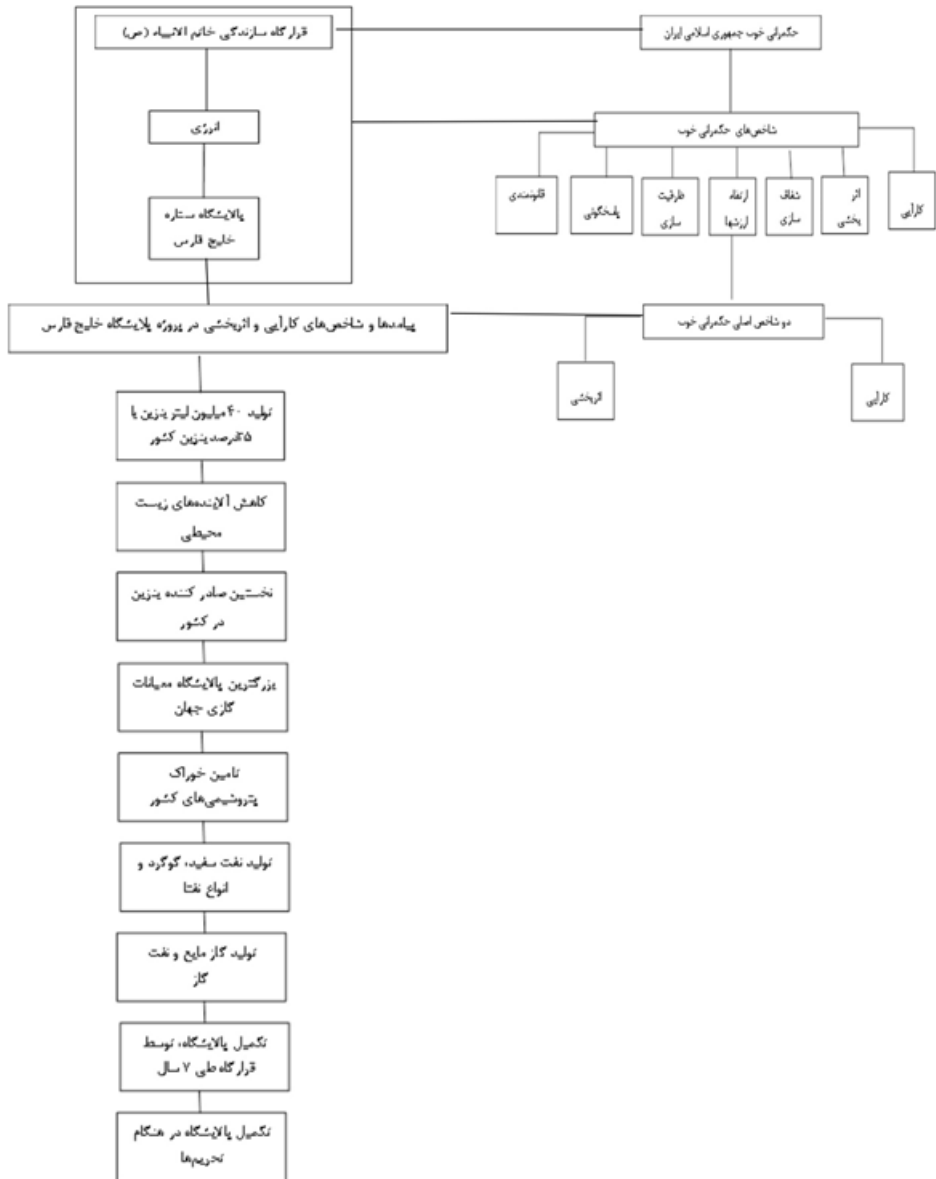 حکمرانی خوب جمهوری اسلامی ایران
قرارگاه سازندگی خاتم الانبیاء (ص)
انرژی
شاخص‌های حکمرانی خوب
کارآیی
اثر
بخشی
شفاف
سازی
ارتقاء
ارزشها
ظرفیت
سازی
پاسخگوئی
قانونمندی
پالایشگاه ستاره
خلیج فارس
دو شاخص اصلی حکمرانی خوب
پیامدها و شاخص‌های کارآیی و اثربخشی در پروژه پالایشگاه خلیج فارس
کارآیی
اثربخشی
تولید ۴۰ میلیون لیتر بنزین یا
بنزین کشور
کاهش آلاینده‌های زیست
محیطی
نخستین صادر کننده بنزین
در کشور
بزرگترین پالایشگاه میعانات
گازی جهان
تامین خوراک
پتروشیمی‌های کشور
تولید نفت سفید، گوگرد و
انواع نفتا
تولید گاز مایع و نفت
گاز
تکمیل پالایشگاه، توسط
قرارگاه طی ۷ سال
تکمیل پالایشگاه در هنگام
تحریم‌ها